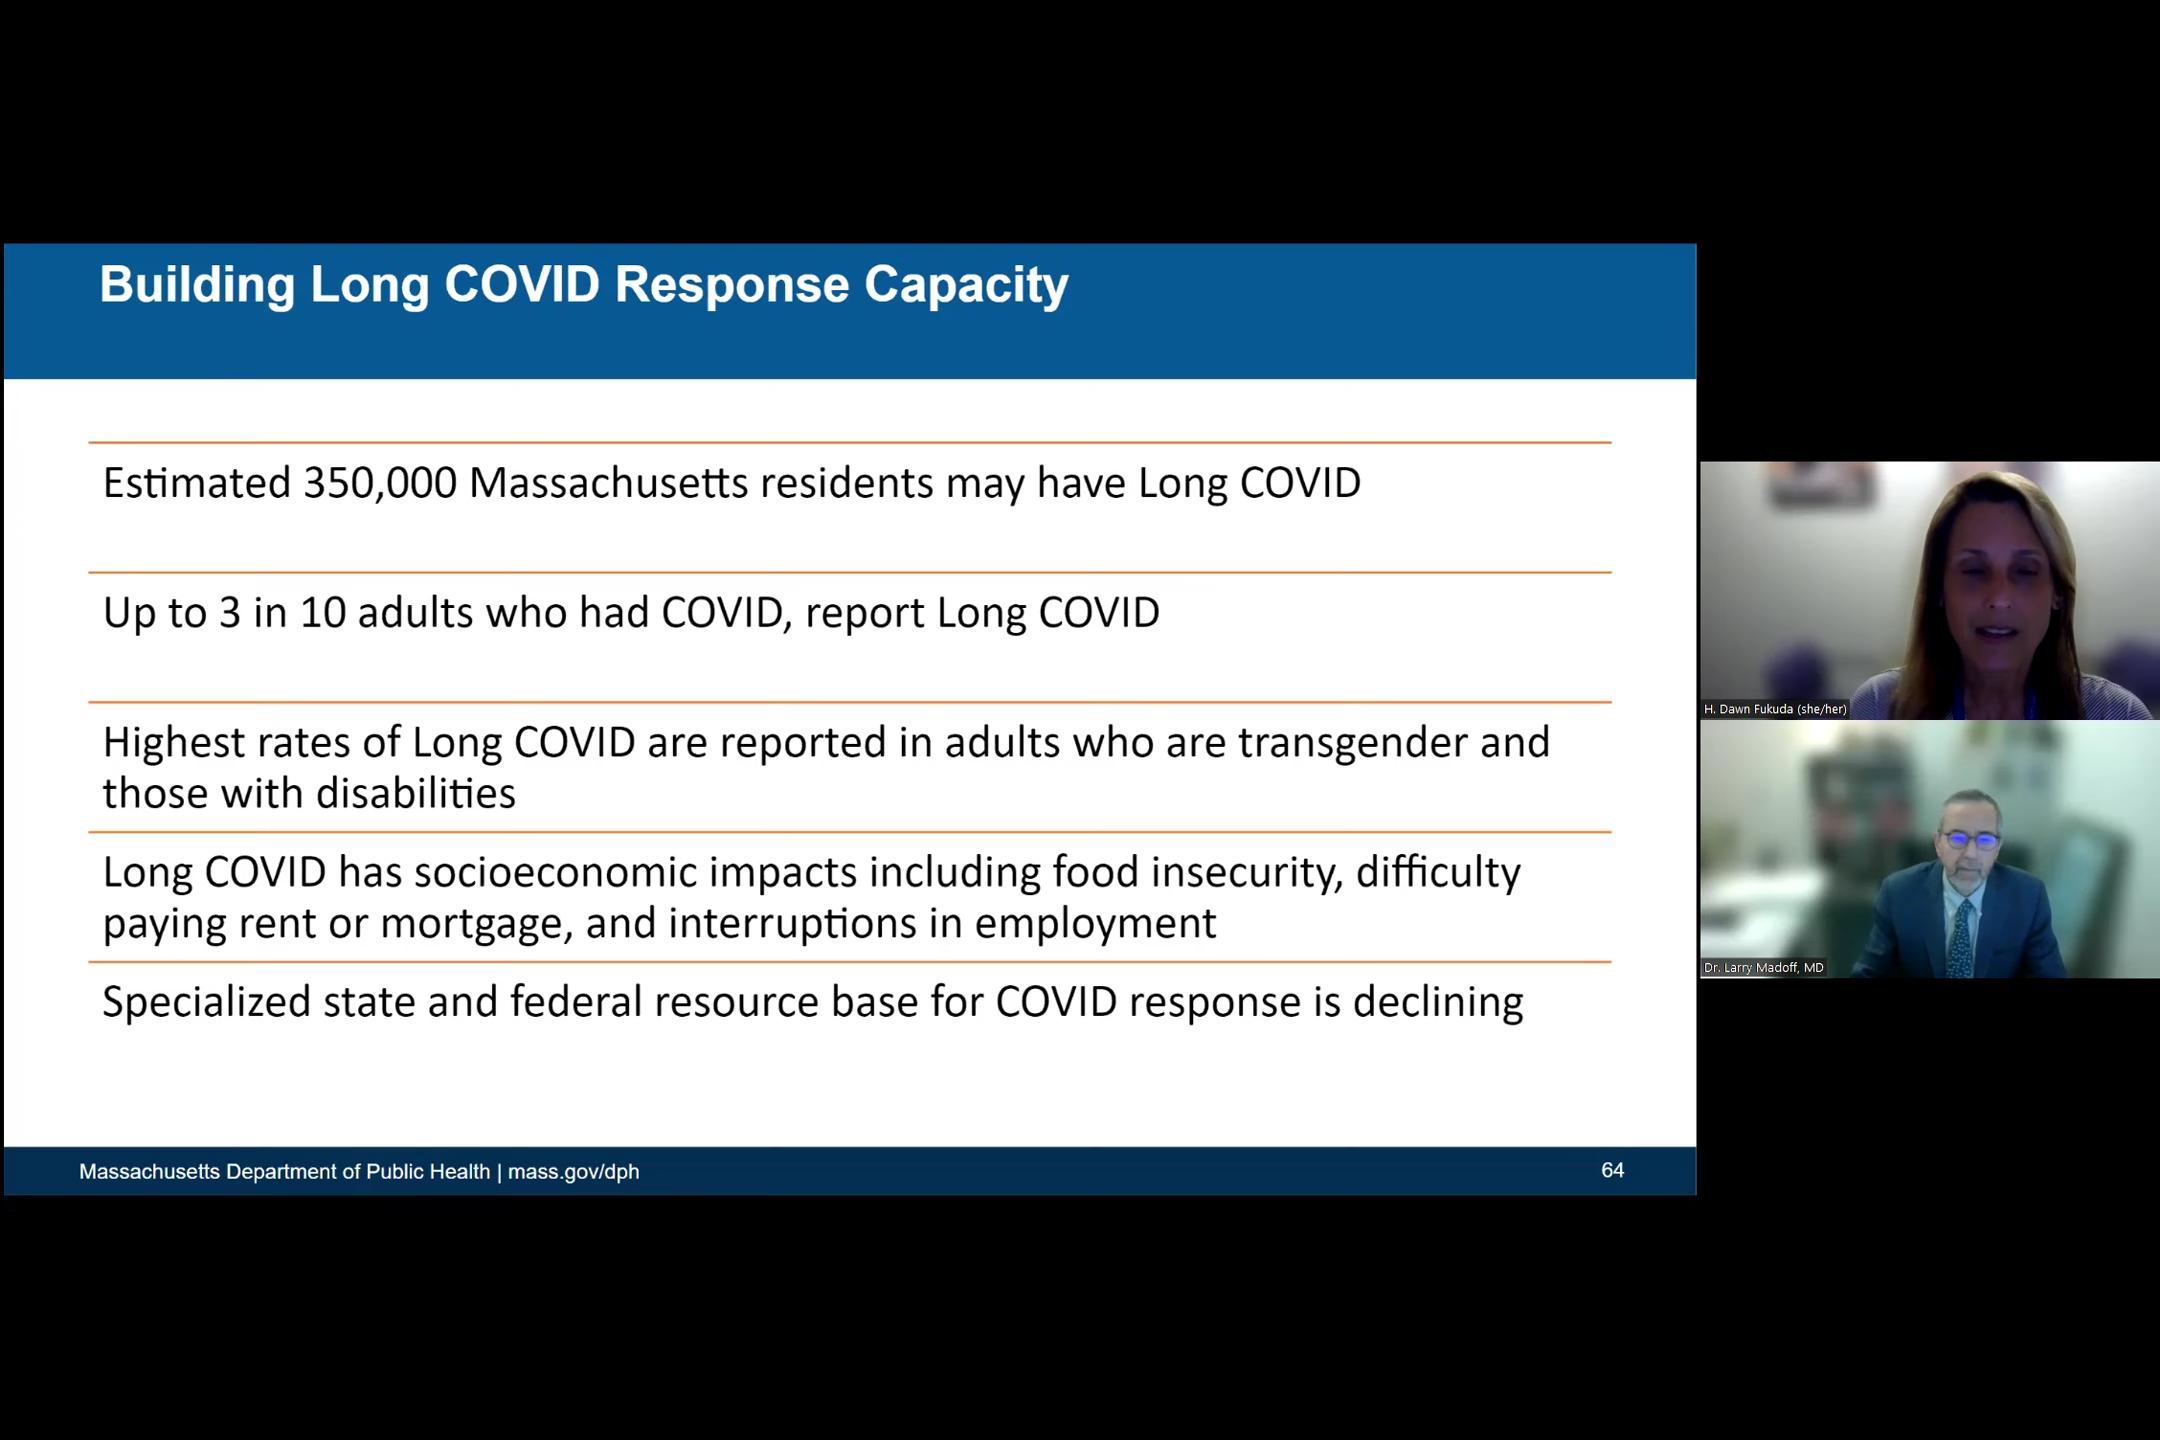 Building Long COVID Response Capacity
Estimated 350,000 Massachusetts residents may have Long COVID
Up to 3 in 10 adults who had COVID, report Long COVID
Highest rates of Long COVID are reported in adults who are transgender and
those with disabilities
Long COVID has socioeconomic impacts including food insecurity, difficulty
paying rent or mortgage, and interruptions in employment
Specialized state and federal resource base for COVID response is declining
Massachusetts Department of Public Health | mass.gov/dph
64
H. Dawn Fukuda (she/her)
Dr. Larry Madoff, MD